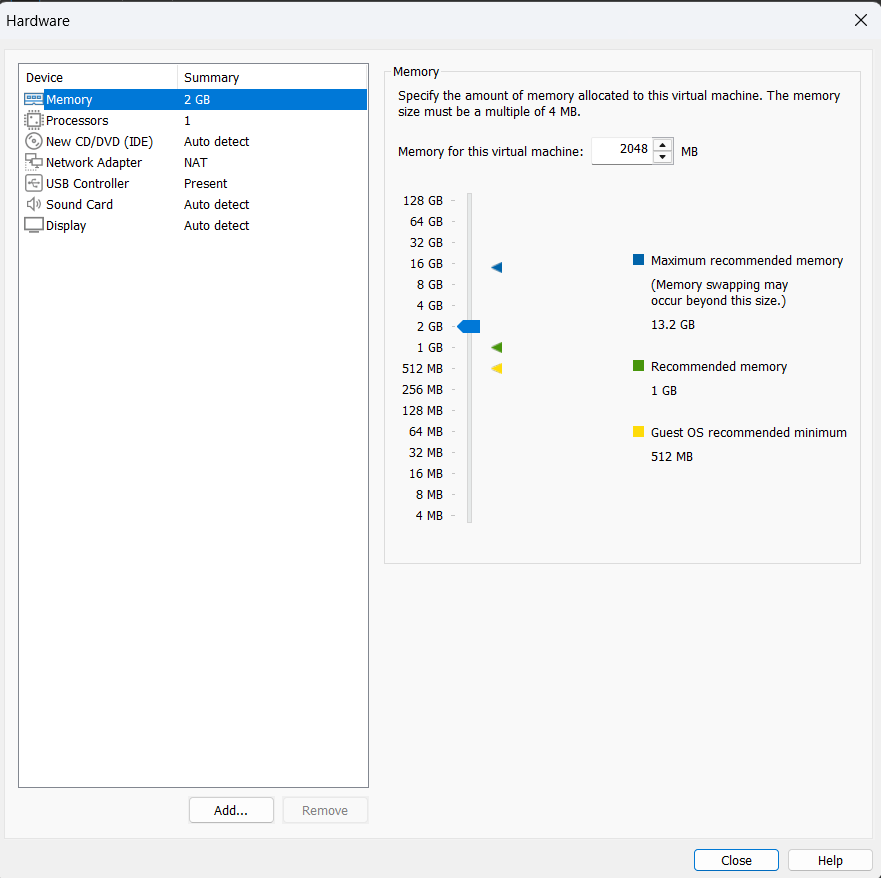 Hardware
Device Summary
Memory 2 GB
Processors 1
New CD/DVD (IDE) Auto detect
Network Adapter NAT
USB Controller Present
Sound Card Auto detect
Display Auto detect
Add... Remove
Memory
Specify the amount of memory allocated to this virtual machine. The memory
size must be a multiple of 4 MB.
Memory for this virtual machine: 2048 MB
128 GB
64 GB
32 GB
16 GB
8 GB
4 GB
2 GB
1 GB
512 MB
256 MB
128 MB
64 MB
32 MB
16 MB
8 MB
4 MB
Maximum recommended memory
(Memory swapping may
occur beyond this size.)
13.2 GB
Recommended memory
1 GB
Guest OS recommended minimum
512 MB
Close Help